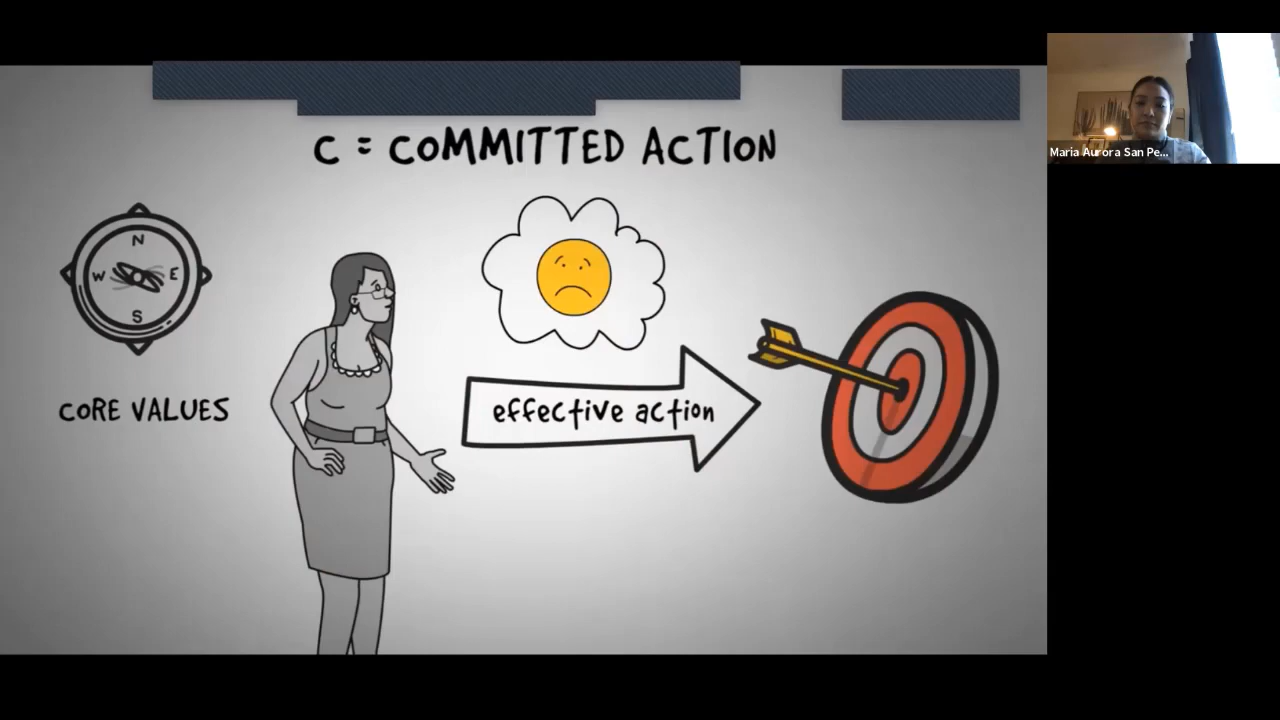 C = COMMITTED ACTION
N
W E
S
CORE VALUES
effective action
Maria Aurora San Pe...